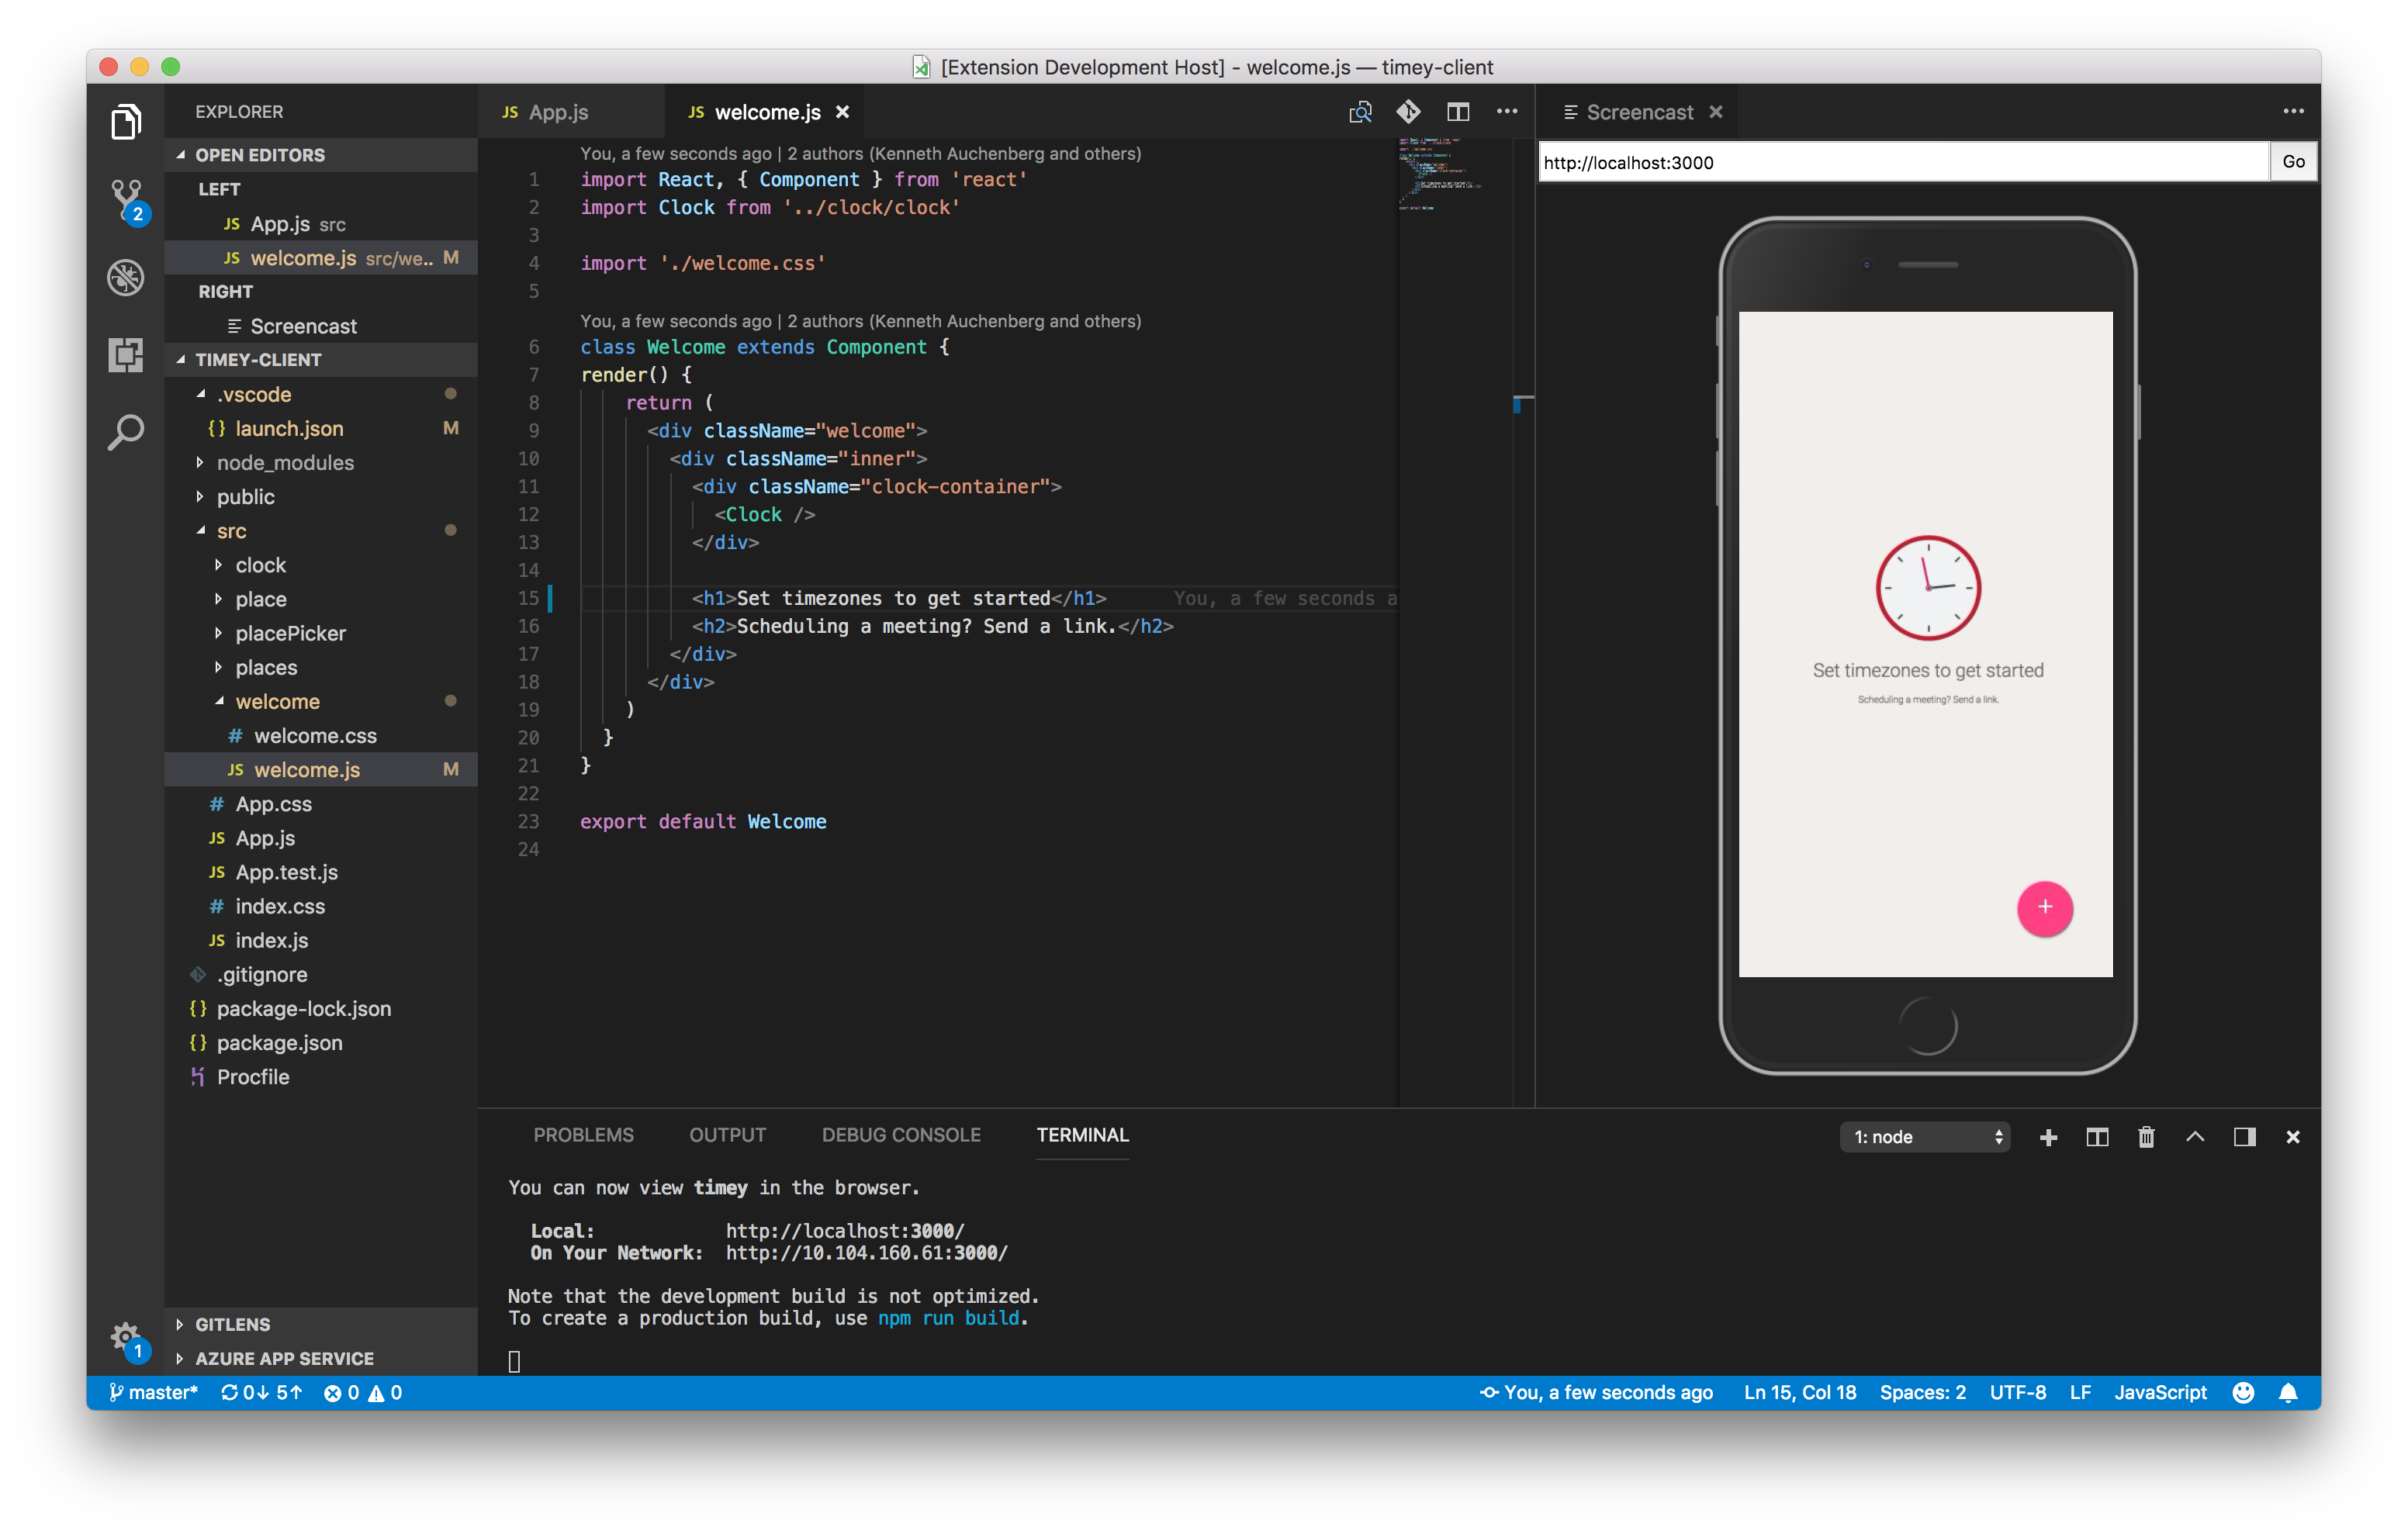 [Extension Development Host] - welcome.js — timey-client
EXPLORER
OPEN EDITORS
LEFT
JS App.js src
JS welcome.js src/we.. M
RIGHT
Screencast
TIMEY-CLIENT
.vscode
{} launch.json M
node_modules
public
src
clock
place
placePicker
places
welcome
# welcome.css
JS welcome.js M
# App.css
JS App.js
JS App.test.js
# index.css
JS index.js
.gitignore
{} package-lock.json
{} package.json
Procfile
GITLENS
AZURE APP SERVICE
2
1
JS App.js
JS welcome.js
You, a few seconds ago | 2 authors (Kenneth Auchenberg and others)
1 import React, { Component } from 'react'
2 import Clock from '../clock/clock'
3
4 import './welcome.css'
5
You, a few seconds ago | 2 authors (Kenneth Auchenberg and others)
6 class Welcome extends Component {
7 render() {
8 return (
9 <div className="welcome">
10 <div className="inner">
11 <div className="clock-container">
12 <Clock />
13 </div>
14
15 <h1>Set timezones to get started</h1> You, a few seconds a
16 <h2>Scheduling a meeting? Send a link.</h2>
17 </div>
18 </div>
19 )
20 }
21 }
22
23 export default Welcome
24
Screencast
http://localhost:3000 Go
Set timezones to get started
Scheduling a meeting? Send a link.
+
PROBLEMS OUTPUT DEBUG CONSOLE TERMINAL
1: node
You can now view timey in the browser.
Local: http://localhost:3000/
On Your Network: http://10.104.160.61:3000/
Note that the development build is not optimized.
To create a production build, use npm run build.
master* 0↓ 5↑ 0 0
You, a few seconds ago Ln 15, Col 18 Spaces: 2 UTF-8 LF JavaScript